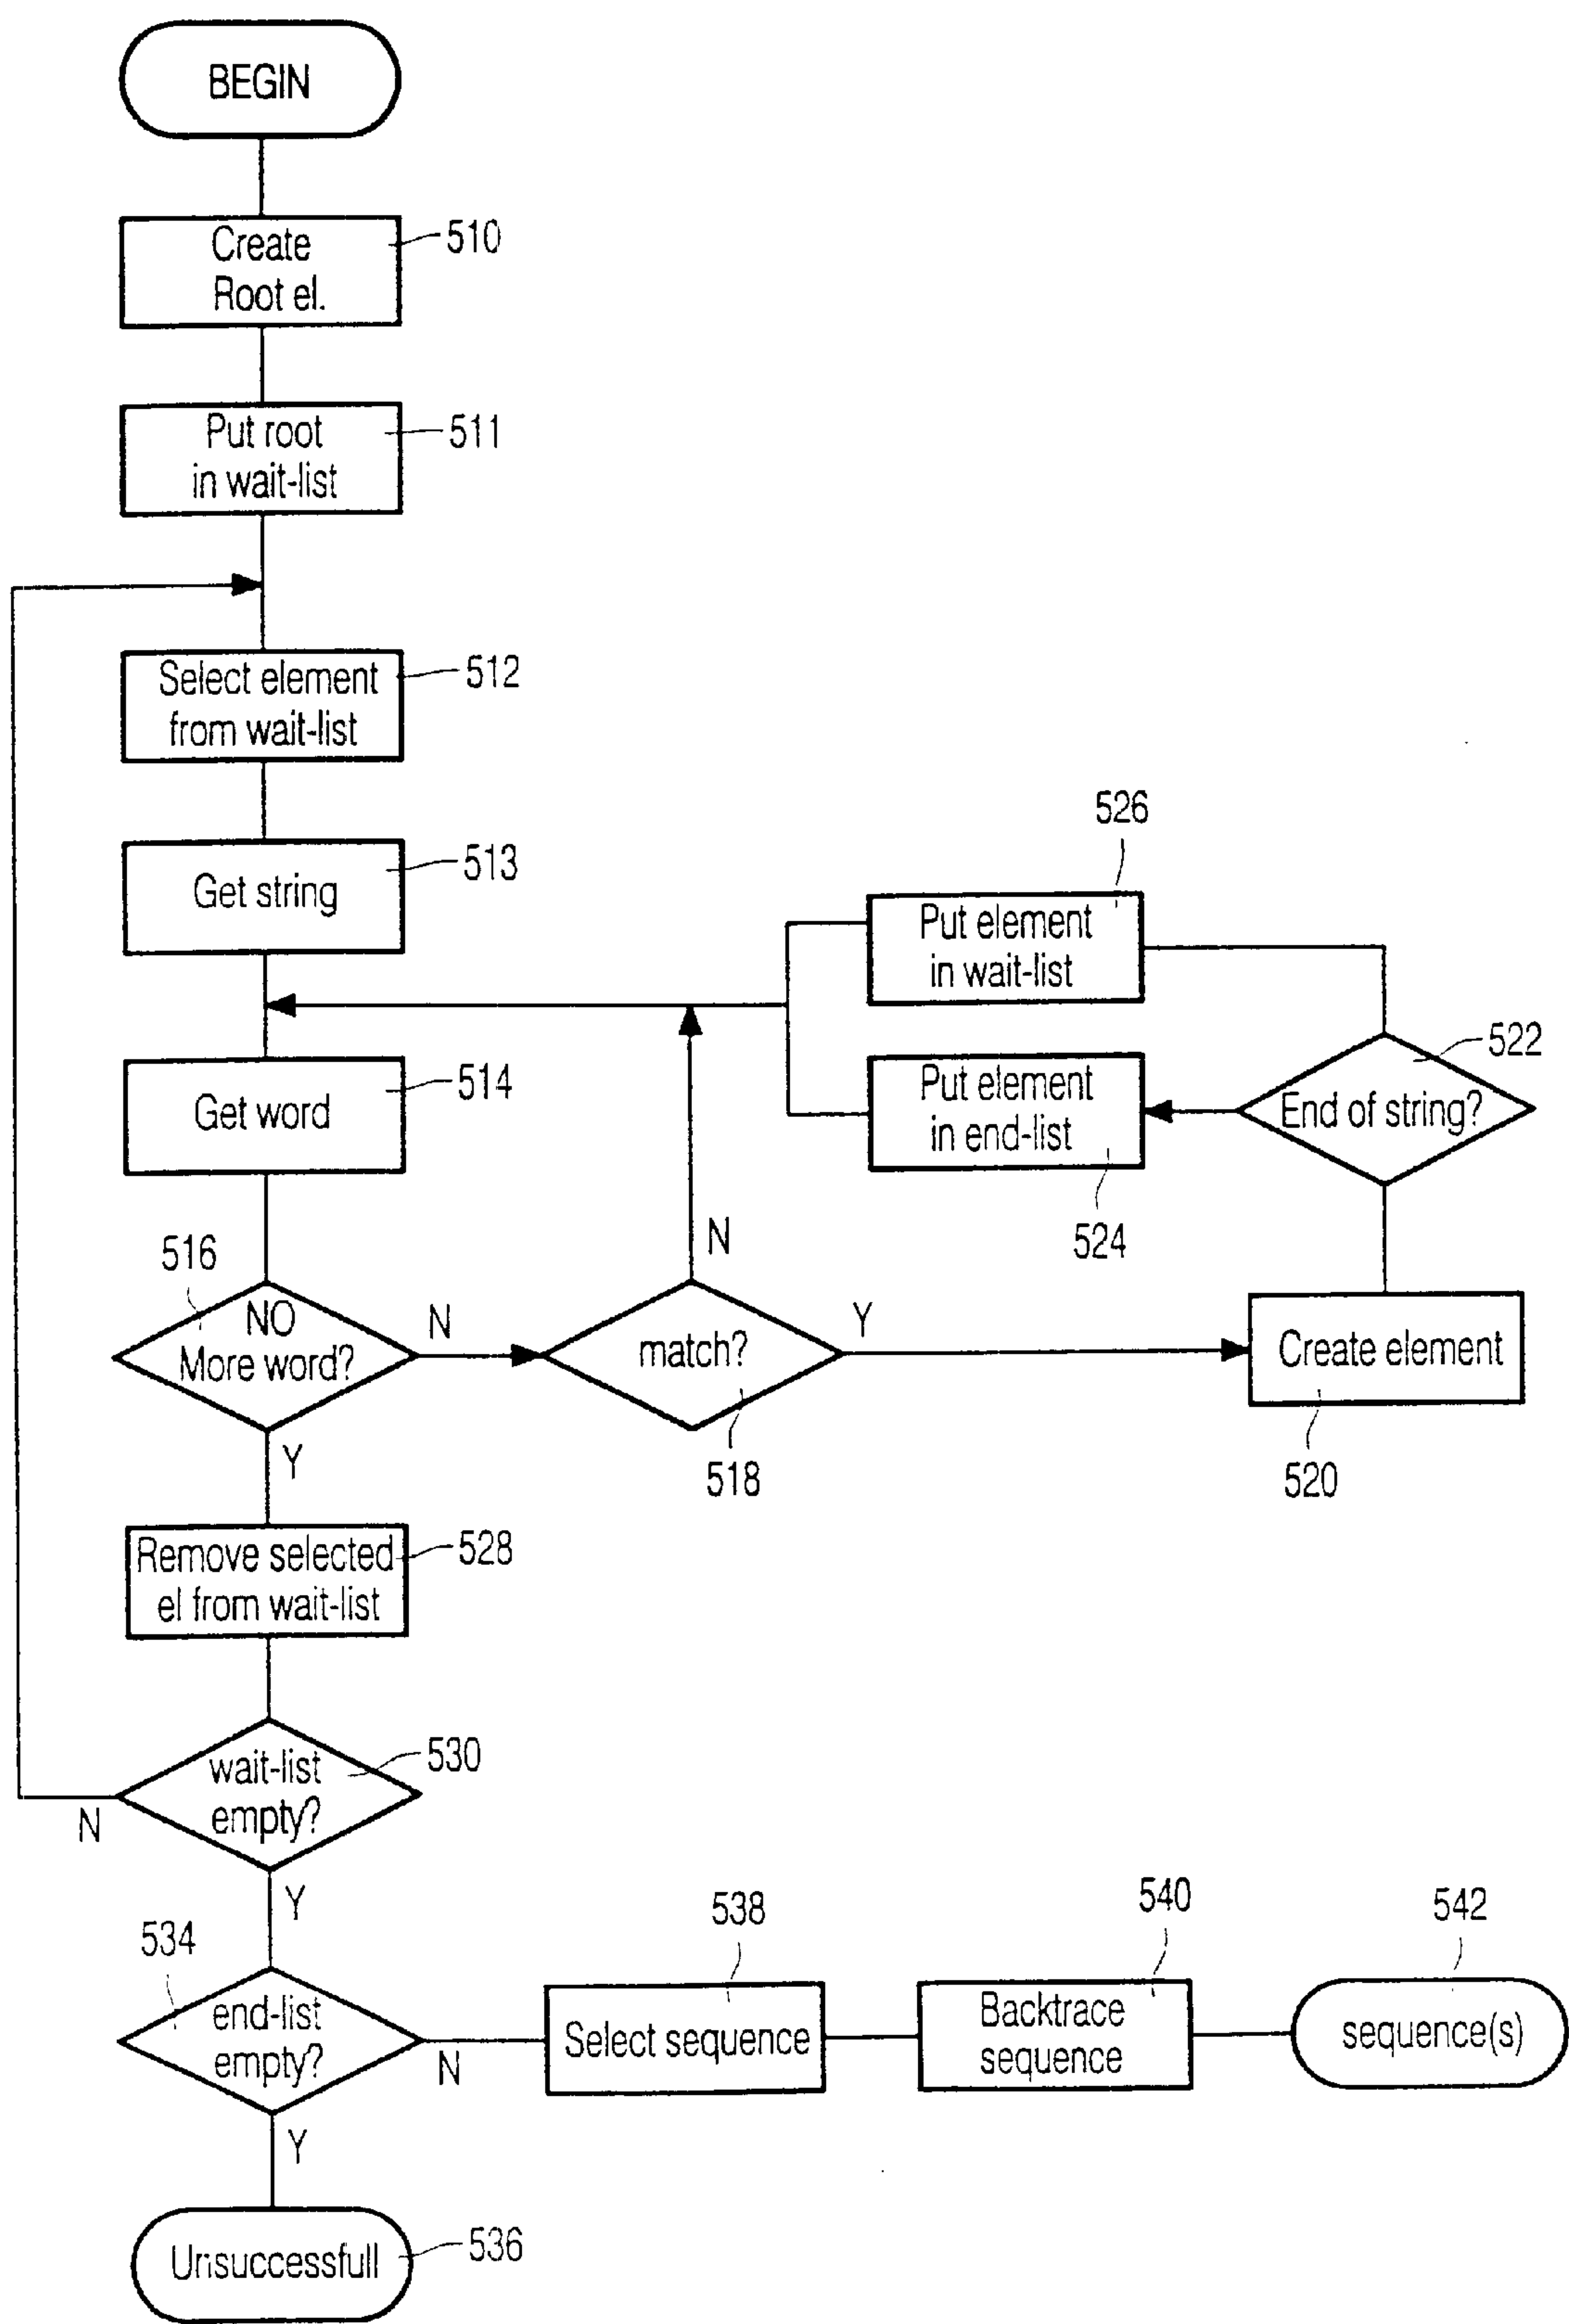 BEGIN
Create
Root el.
510
Put root
in wait-list
511
Select element
from wait-list
512
Get string
513
526
Put element
in wait-list
522
End of string?
Put element
in end-list
524
Get word
514
516
NO
More word?
N
N
match?
Y
518
Create element
520
Y
Remove selected
el from wait-list
528
wait-list
empty?
530
N
Y
534
end-list
empty?
N
538
Select sequence
540
Backtrace
sequence
542
sequence(s)
Y
Unsuccessfull
536